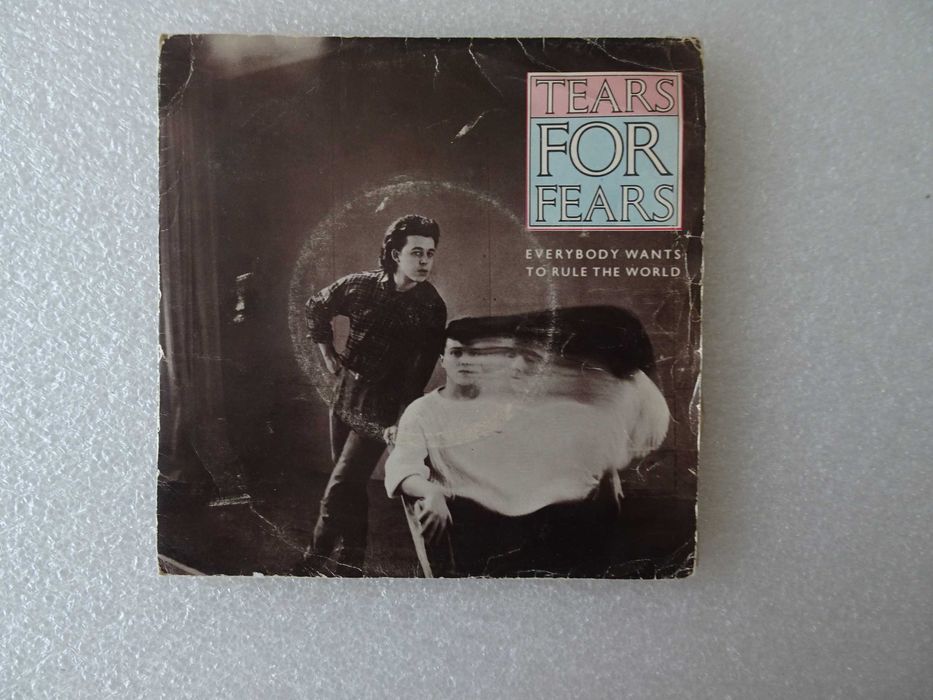 TEARS
FOR
FEARS
EVERYBODY WANTS
TO RULE THE WORLD